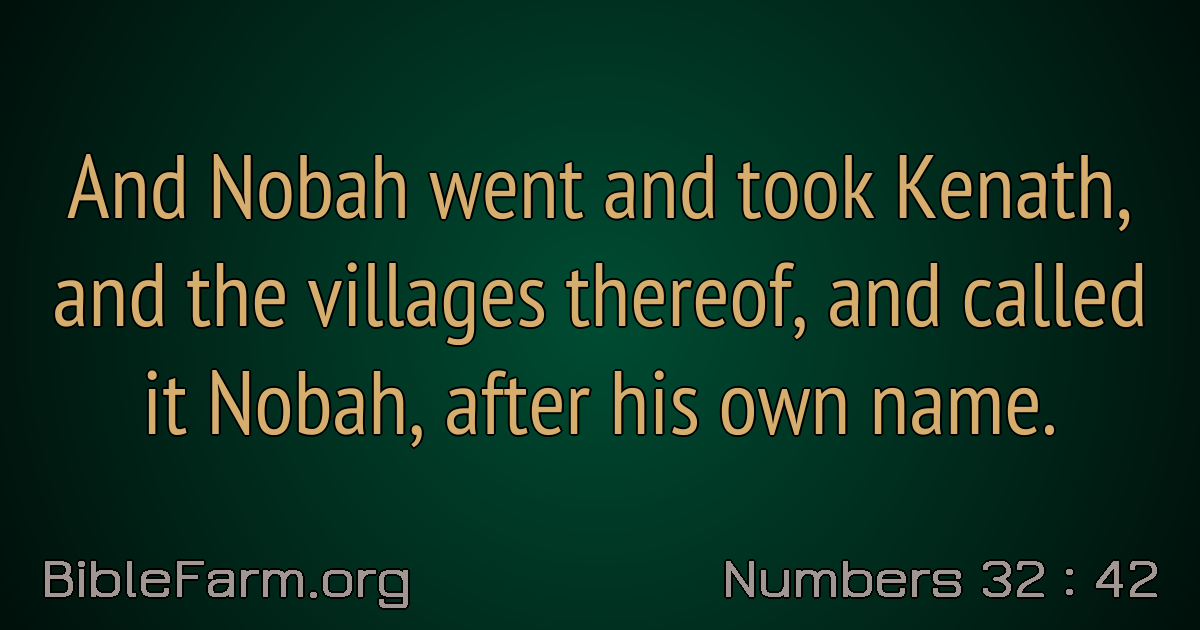 And Nobah went and took Kenath,
and the villages thereof, and called
it Nobah, after his own name.
BibleFarm.org
Numbers 32 : 42